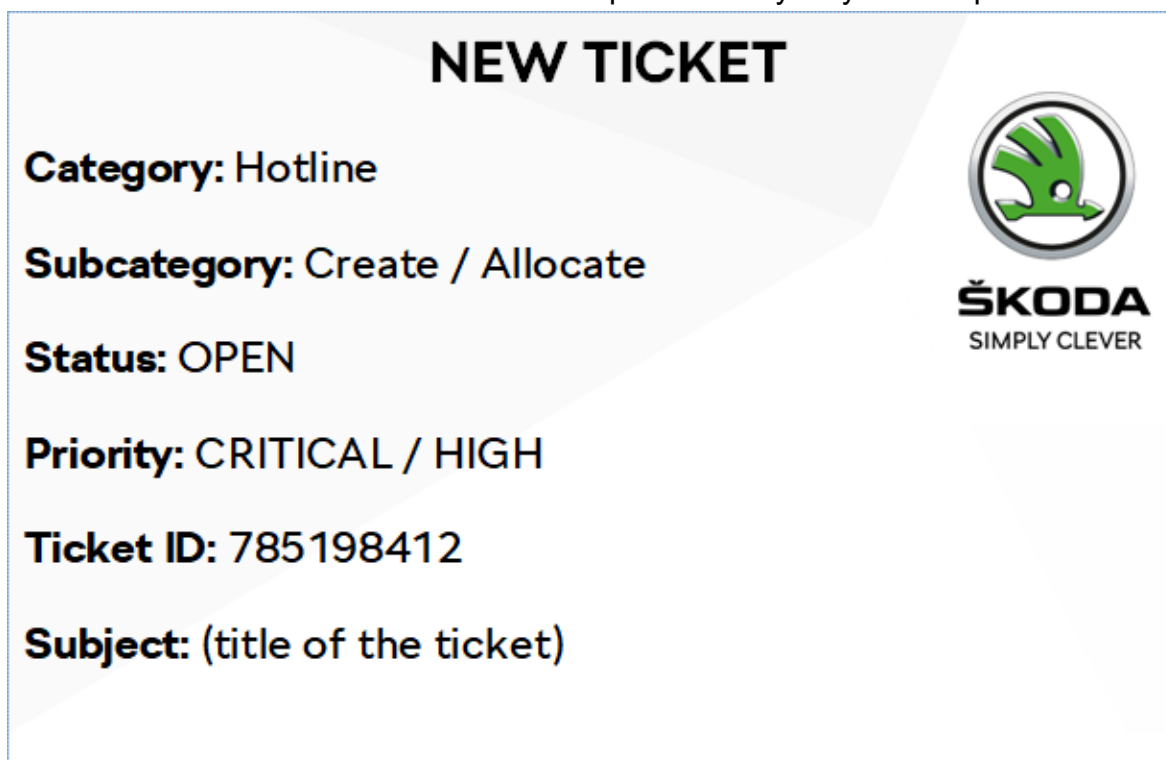 NEW TICKET
Category: Hotline
Subcategory: Create / Allocate
ŠKODA
SIMPLY CLEVER
Status: OPEN
Priority: CRITICAL / HIGH
Ticket ID: 785198412
Subject: (title of the ticket)